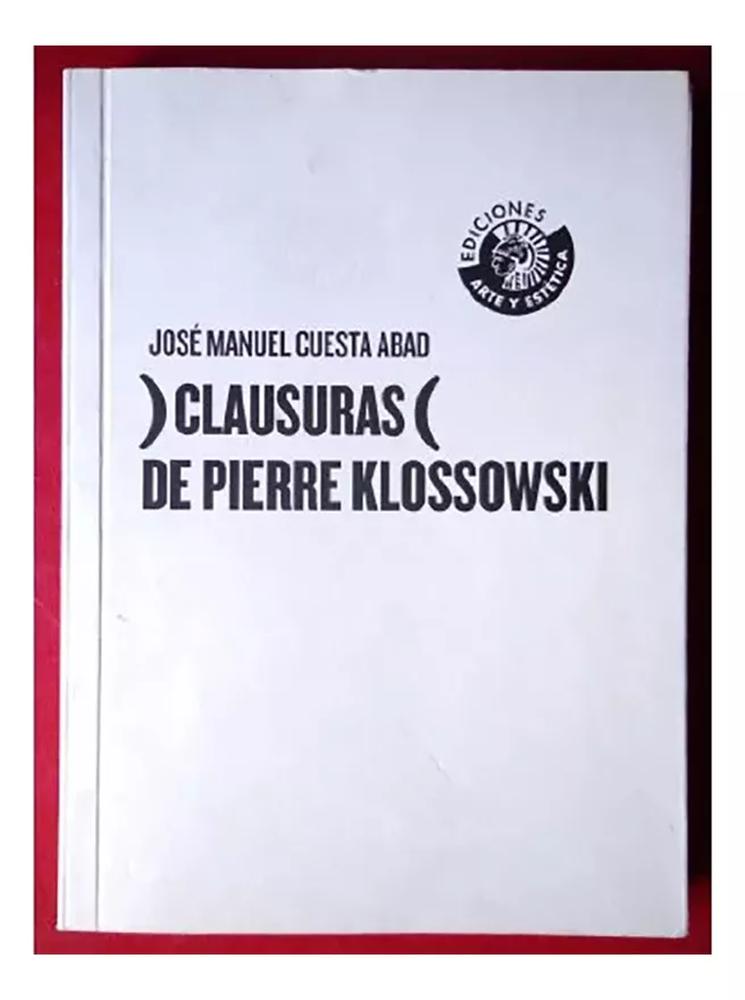 EDICIONES
ARTE Y ESTÉTICA
JOSÉ MANUEL CUESTA ABAD
)CLAUSURAS(
DE PIERRE KLOSSOWSKI